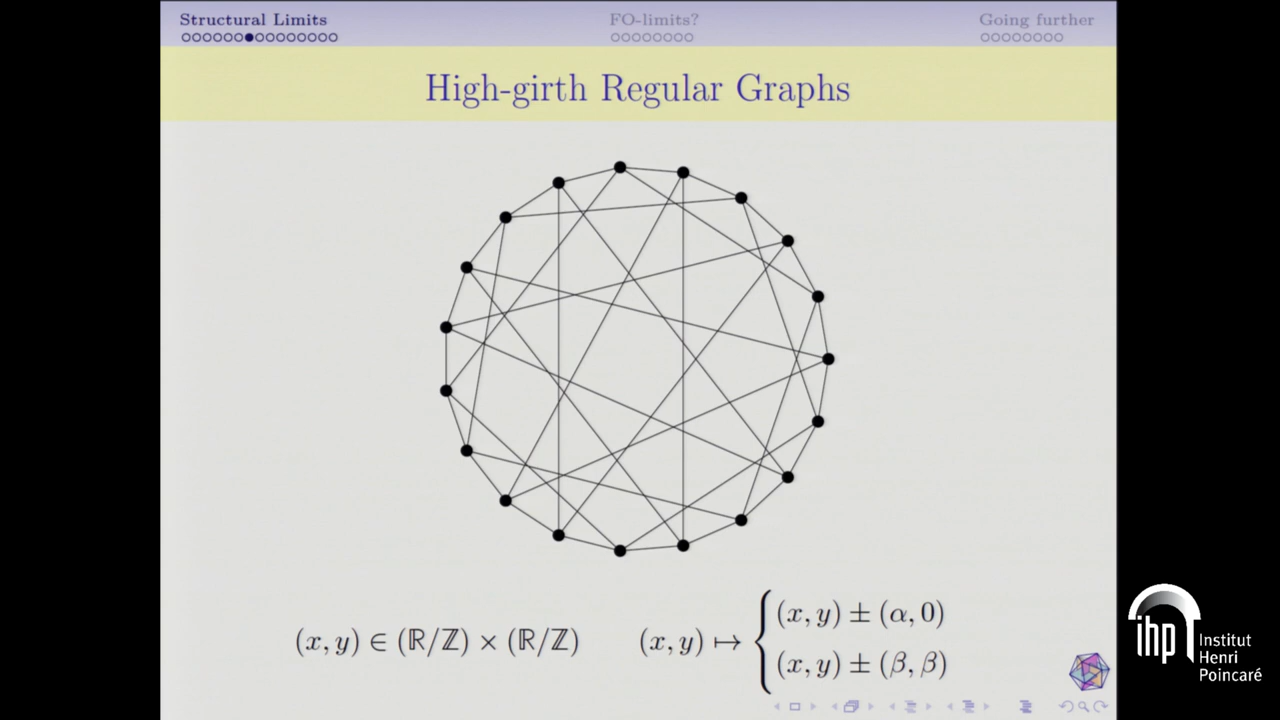 Structural Limits FO-limits? Going further
High-girth Regular Graphs
(x, y) ∈ (ℝ/ℤ) × (ℝ/ℤ) (x, y) ↦ { (x, y) ± (α, 0)
(x, y) ± (β, β)
ihp Institut
Henri
Poincaré